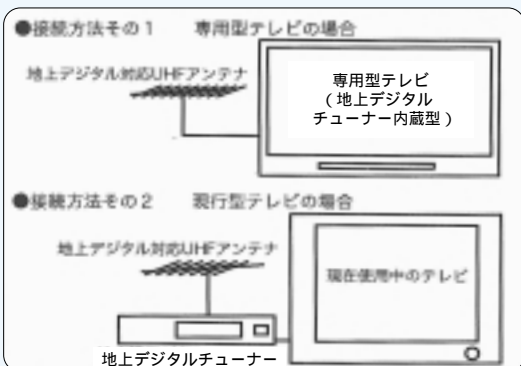 ●接続方法その1 専用型テレビの場合
地上デジタル対応UHFアンテナ
専用型テレビ
(地上デジタル
チューナー内蔵型)
●接続方法その2 現行型テレビの場合
地上デジタル対応UHFアンテナ
現在使用中のテレビ
地上デジタルチューナー